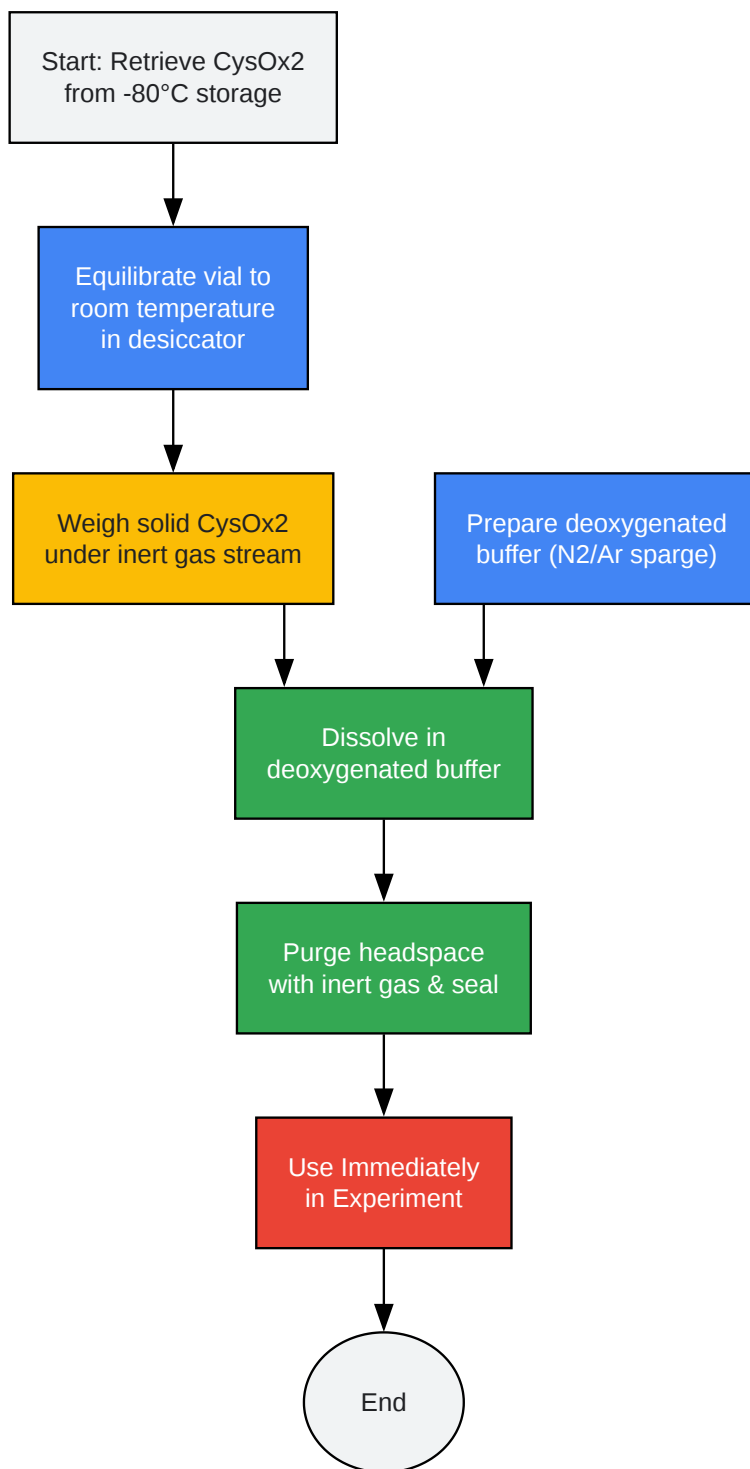 Start: Retrieve CysOx2
from -80°C storage
Equilibrate vial to
room temperature
in desiccator
Weigh solid CysOx2
under inert gas stream
Prepare deoxygenated
buffer (N2/Ar sparge)
Dissolve in
deoxygenated buffer
Purge headspace
with inert gas & seal
Use Immediately
in Experiment
End